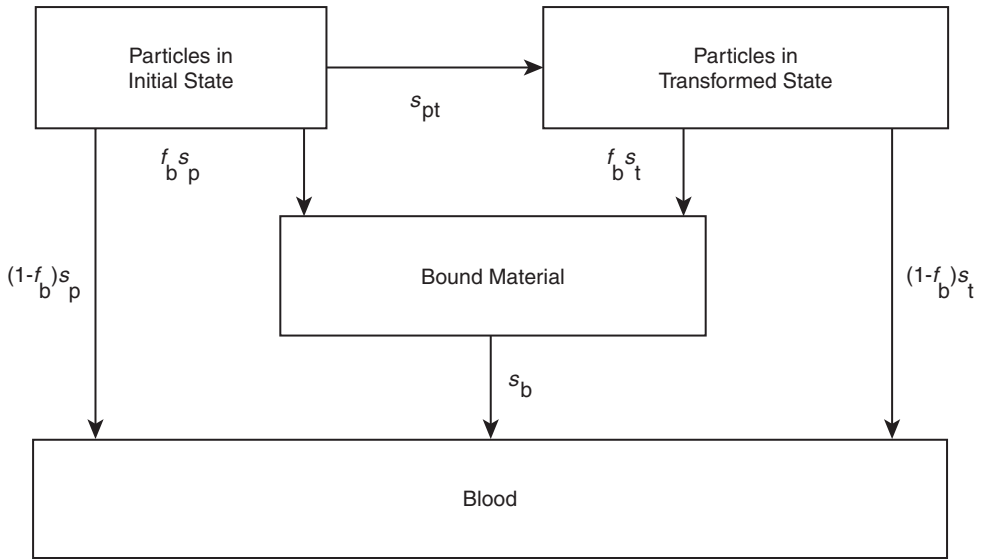 Particles in
Initial State
Particles in
Transformed State
s_pt
f_b s_p
f_b s_t
(1-f_b)s_p
Bound Material
(1-f_b)s_t
s_b
Blood